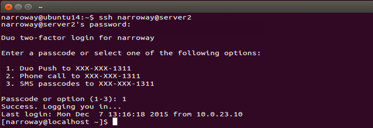 narroway@ubuntu14:~$ ssh narroway@server2
narroway@server2's password:
Duo two-factor login for narroway
Enter a passcode or select one of the following options:
1. Duo Push to XXX-XXX-1311
2. Phone call to XXX-XXX-1311
3. SMS passcodes to XXX-XXX-1311
Passcode or option (1-3): 1
Success. Logging you in...
Last login: Mon Dec  7 13:16:18 2015 from 10.0.23.10
[narroway@localhost ~]$